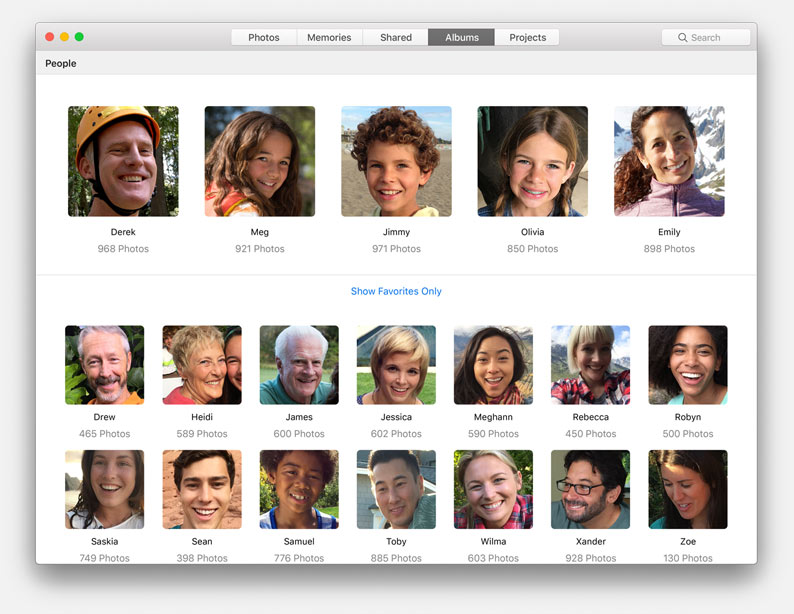 Photos Memories Shared Albums Projects Search
People
Derek Meg Jimmy Olivia Emily
968 Photos 921 Photos 971 Photos 850 Photos 898 Photos
Show Favorites Only
Drew Heidi James Jessica Meghann Rebecca Robyn
465 Photos 589 Photos 600 Photos 602 Photos 590 Photos 450 Photos 500 Photos
Saskia Sean Samuel Toby Wilma Xander Zoe
749 Photos 398 Photos 776 Photos 885 Photos 603 Photos 928 Photos 130 Photos